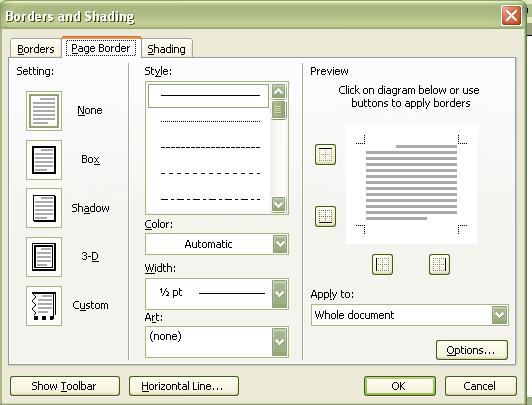 Borders and Shading
Borders
Page Border
Shading
Setting:
None
Box
Shadow
3-D
Custom
Style:
Color:
Automatic
Width:
½ pt
Art:
(none)
Preview
Click on diagram below or use
buttons to apply borders
Apply to:
Whole document
Options...
Show Toolbar
Horizontal Line...
OK
Cancel